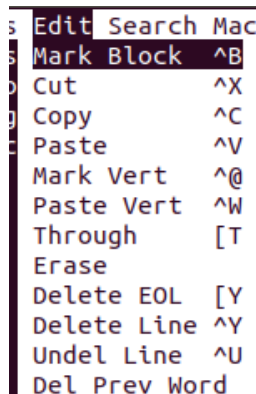 s Edit Search Mac
s Mark Block ^B
o Cut ^X
g Copy ^C
c Paste ^V
Mark Vert ^@
Paste Vert ^W
Through [T
Erase
Delete EOL [Y
Delete Line ^Y
Undel Line ^U
Del Prev Word